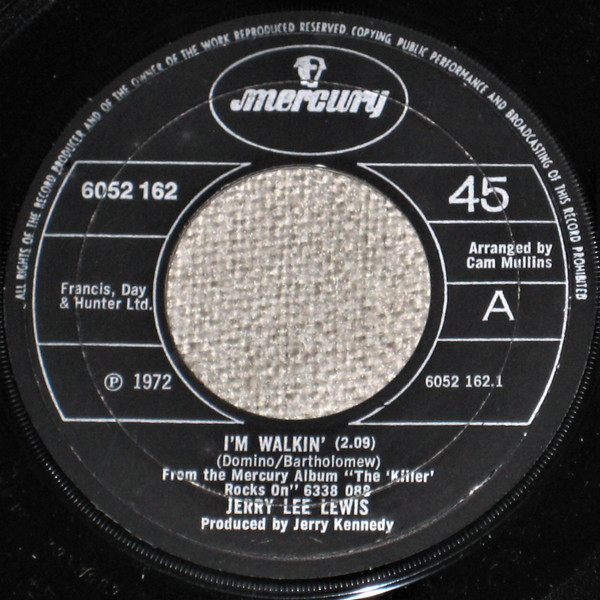 ALL RIGHTS OF THE RECORD PRODUCER AND OF THE OWNER OF THE WORK REPRODUCED RESERVED. COPYING, PUBLIC PERFORMANCE AND BROADCASTING OF THIS RECORD PROHIBITED
mercury
6052 162
45
Arranged by
Cam Mullins
Francis, Day
& Hunter Ltd.
A
℗ 1972
6052 162.1
I'M WALKIN' (2.09)
(Domino/Bartholomew)
From the Mercury Album "The 'Killer'
Rocks On" 6338 088
JERRY LEE LEWIS
Produced by Jerry Kennedy